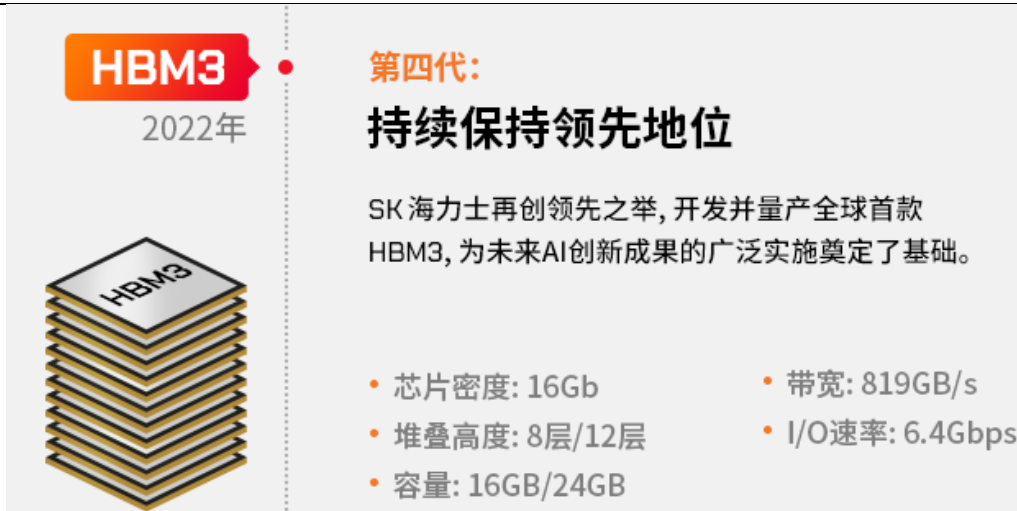 HBM3
2022年
第四代:
持续保持领先地位
SK海力士再创领先之举, 开发并量产全球首款
HBM3, 为未来AI创新成果的广泛实施奠定了基础。
HBM3
• 芯片密度: 16Gb
• 带宽: 819GB/s
• 堆叠高度: 8层/12层
• I/O速率: 6.4Gbps
• 容量: 16GB/24GB